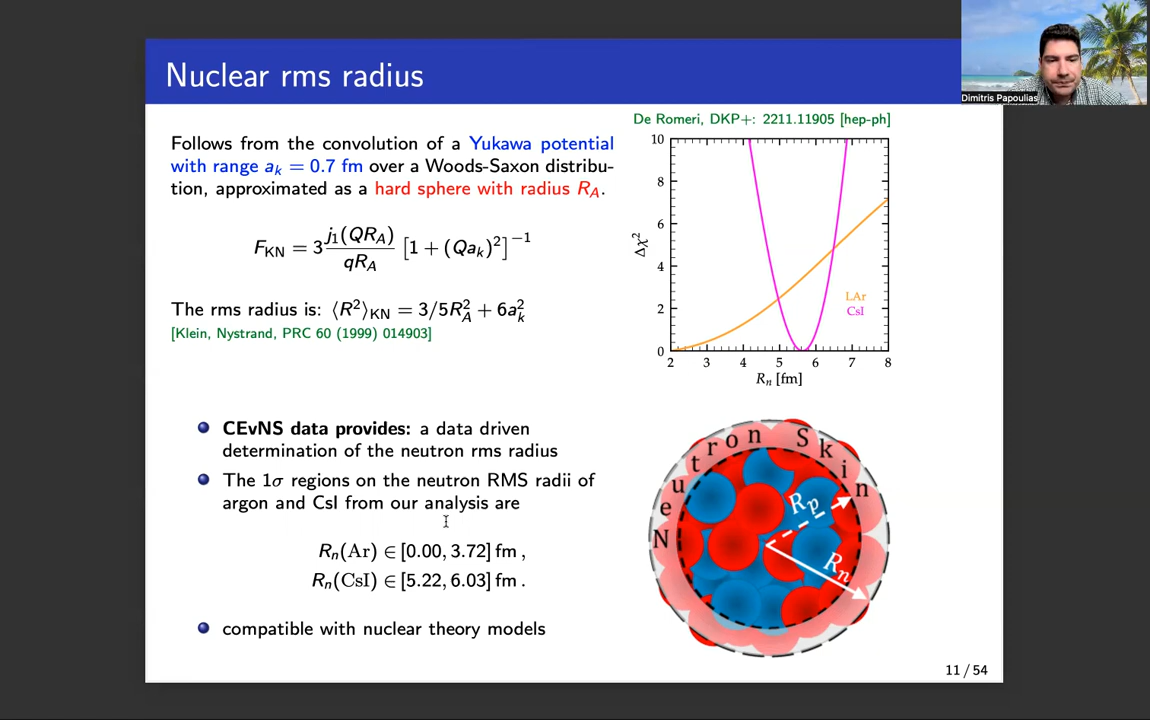 Nuclear rms radius
Dimitris Papoulias
Follows from the convolution of a Yukawa potential
with range a_k = 0.7 fm over a Woods-Saxon distribu-
tion, approximated as a hard sphere with radius R_A.
F_KN = 3 j_1(QR_A)/qR_A [1 + (Qa_k)^2]^−1
The rms radius is: ⟨R^2⟩_KN = 3/5R_A^2 + 6a_k^2
[Klein, Nystrand, PRC 60 (1999) 014903]
De Romeri, DKP+: 2211.11905 [hep-ph]
10
8
6
4
2
0
Δχ^2
LAr
CsI
2 3 4 5 6 7 8
R_n [fm]
CEvNS data provides: a data driven
determination of the neutron rms radius
The 1σ regions on the neutron RMS radii of
argon and CsI from our analysis are
R_n(Ar) ∈ [0.00, 3.72] fm ,
R_n(CsI) ∈ [5.22, 6.03] fm .
compatible with nuclear theory models
Neutron Skin
R_p
R_n
11 / 54